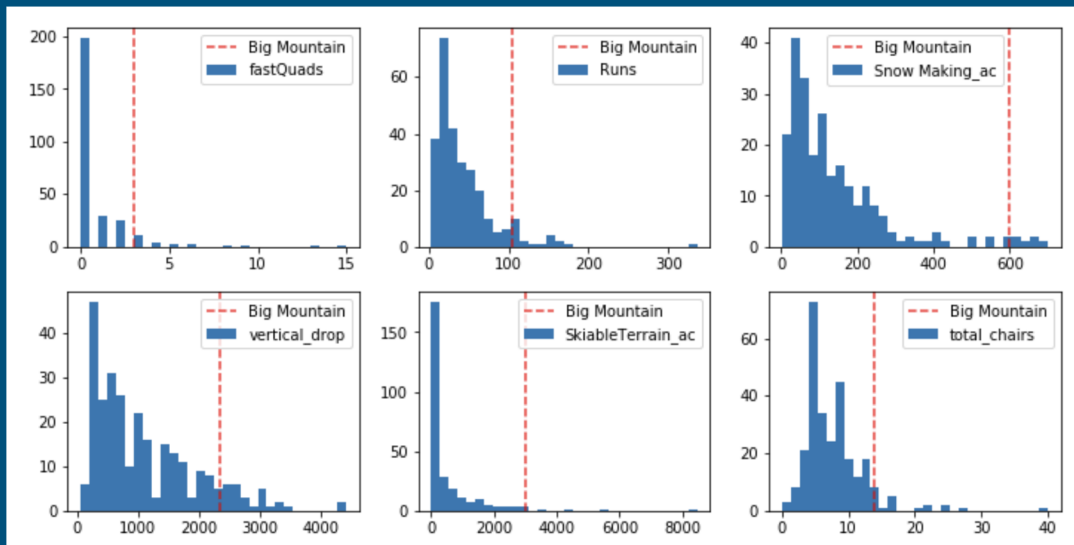 Big Mountain
fastQuads
200
150
100
50
0
0 5 10 15
Big Mountain
Runs
60
40
20
0
0 100 200 300
Big Mountain
Snow Making_ac
40
30
20
10
0
0 200 400 600
Big Mountain
vertical_drop
40
30
20
10
0
0 1000 2000 3000 4000
Big Mountain
SkiableTerrain_ac
150
100
50
0
0 2000 4000 6000 8000
Big Mountain
total_chairs
60
40
20
0
0 10 20 30 40